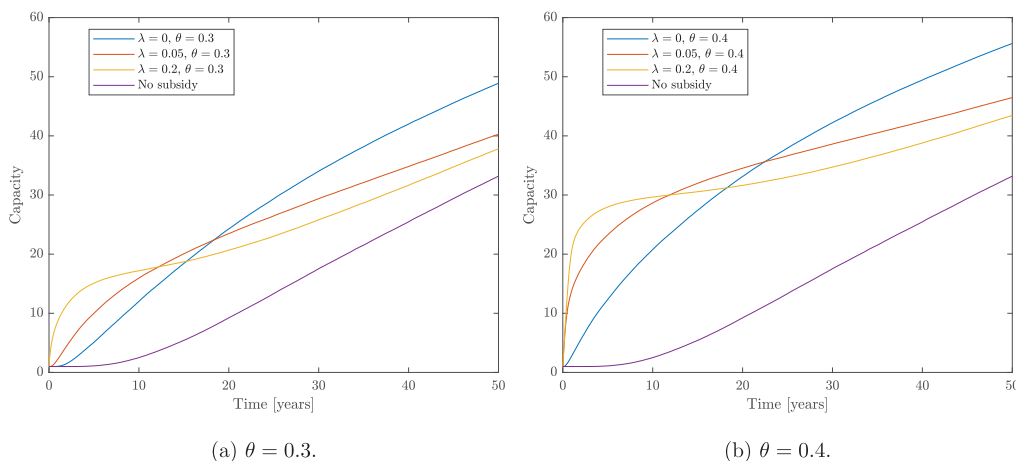 60
50
40
30
20
10
0
Capacity
λ = 0, θ = 0.3
λ = 0.05, θ = 0.3
λ = 0.2, θ = 0.3
No subsidy
0 10 20 30 40 50
Time [years]
(a) θ = 0.3.
60
50
40
30
20
10
0
Capacity
λ = 0, θ = 0.4
λ = 0.05, θ = 0.4
λ = 0.2, θ = 0.4
No subsidy
0 10 20 30 40 50
Time [years]
(b) θ = 0.4.